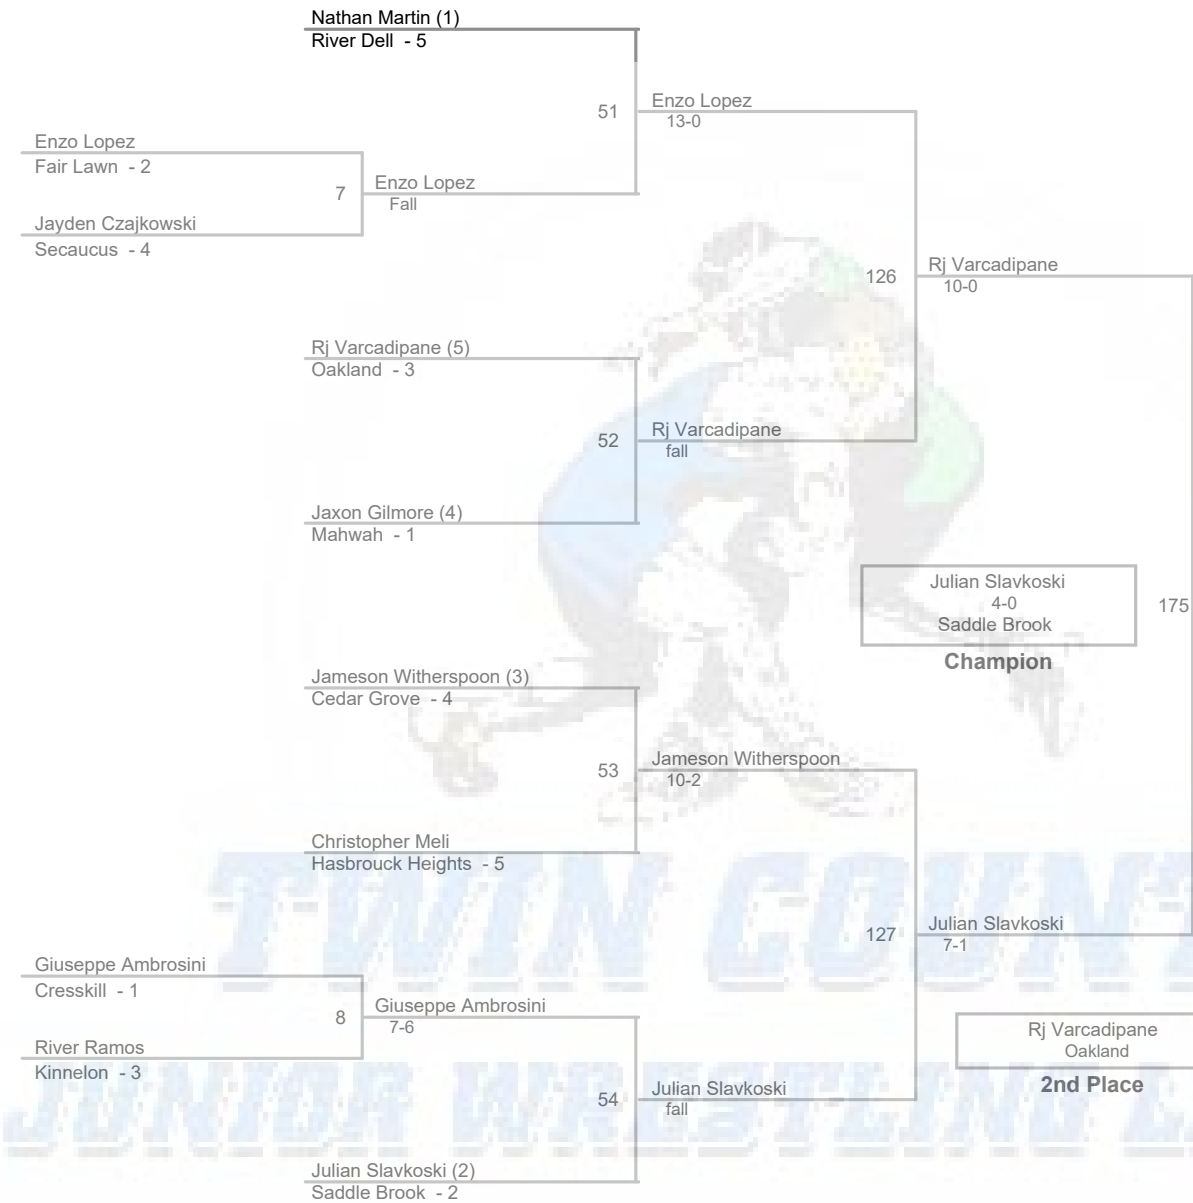 Nathan Martin (1)
River Dell - 5
51
Enzo Lopez
13-0
Enzo Lopez
Fair Lawn - 2
7
Enzo Lopez
Fall
Jayden Czajkowski
Secaucus - 4
126
Rj Varcadipane
10-0
Rj Varcadipane (5)
Oakland - 3
52
Rj Varcadipane
fall
Jaxon Gilmore (4)
Mahwah - 1
Julian Slavkoski
4-0
Saddle Brook
175
Champion
Jameson Witherspoon (3)
Cedar Grove - 4
53
Jameson Witherspoon
10-2
Christopher Meli
Hasbrouck Heights - 5
TWIN COUNT
127
Julian Slavkoski
7-1
Giuseppe Ambrosini
Cresskill - 1
8
Giuseppe Ambrosini
7-6
River Ramos
Kinnelon - 3
Rj Varcadipane
Oakland
2nd Place
JUNIOR WRESTLING L
54
Julian Slavkoski
fall
Julian Slavkoski (2)
Saddle Brook - 2